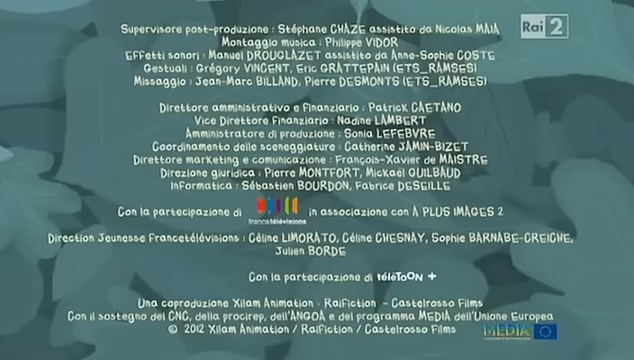 Supervisore post-produzione : Stéphane CHAZE assistito da Nicolas MAIA
Rai 2
Montaggio musica : Philippe VIDOR
Effetti sonori : Manuel DROUGLAZET assistito da Anne-Sophie COSTE
Gestuali : Grégory VINCENT, Eric GRATTEPAIN (ETS_RAMSES)
Missaggio : Jean-Marc BILLAND, Pierre DESMONTS (ETS_RAMSES)
Direttore amministrativo e Finanziario : Patrick CAETANO
Vice Direttore Finanziario : Nadine LAMBERT
Amministratore di produzione : Sonia LEFEBVRE
Coordinamento delle sceneggiature : Catherine JAMIN-BIZET
Direttore marketing e comunicazione : François-Xavier de MAISTRE
Direzione giuridica : Pierre MONTFORT, Mickaël GUILBAUD
Informatica : Sébastien BOURDON, Fabrice DESEILLE
Con la partecipazione di francetélévisions in associazione con A PLUS IMAGES 2
Direction Jeunesse Francetélévisions : Céline LIMORATO, Céline CHESNAY, Sophie BARNABE-CREICHE,
Julien BORDE
Con la partecipazione di téleTOON +
Una coproduzione Xilam Animation - RaiFiction - Castelrosso Films
Con il sostegno del CNC, della procirep, dell'ANGOA e del programma MEDIA dell'Unione Europea
© 2012 Xilam Animation / RaiFiction / Castelrosso Films
MEDIA